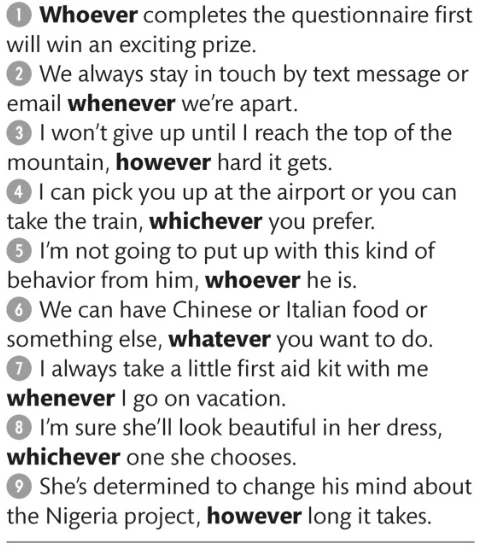 1 Whoever completes the questionnaire first
will win an exciting prize.
2 We always stay in touch by text message or
email whenever we’re apart.
3 I won’t give up until I reach the top of the
mountain, however hard it gets.
4 I can pick you up at the airport or you can
take the train, whichever you prefer.
5 I’m not going to put up with this kind of
behavior from him, whoever he is.
6 We can have Chinese or Italian food or
something else, whatever you want to do.
7 I always take a little first aid kit with me
whenever I go on vacation.
8 I’m sure she’ll look beautiful in her dress,
whichever one she chooses.
9 She’s determined to change his mind about
the Nigeria project, however long it takes.